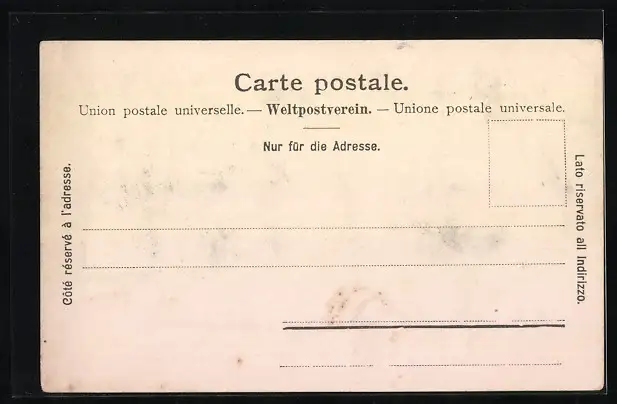 Carte postale.
Union postale universelle. — Weltpostverein. — Unione postale universale.
Nur für die Adresse.
Côté réservé à l'adresse.
Lato riservato all Indirizzo.